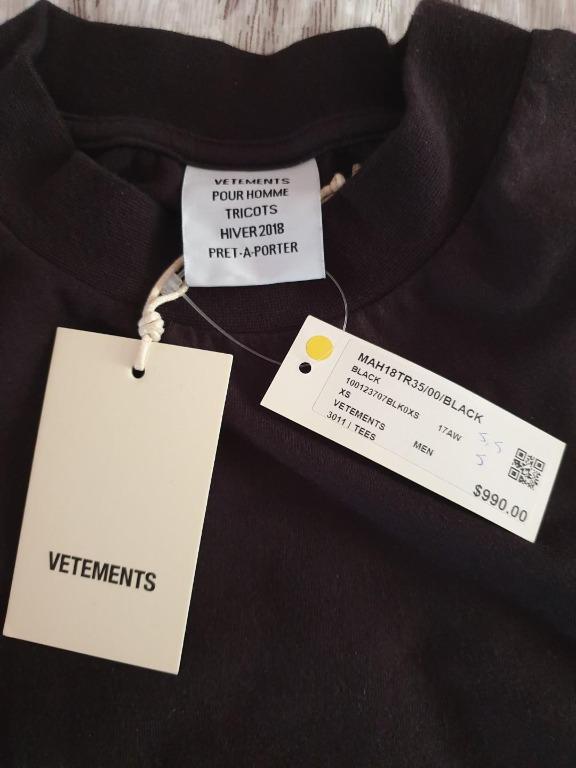 VETEMENTS
POUR HOMME
TRICOTS
HIVER 2018
PRET-A-PORTER
VETEMENTS
MAH18TR35/00/BLACK
BLACK
100123707BLK0XS 17AW
XS
VETEMENTS MEN
3011 | TEES
$990.00